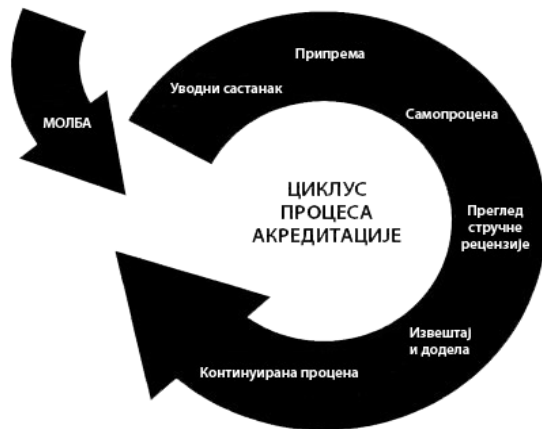 МОЛБА
Уводни састанак
Припрема
Самопроцена
Преглед
стручне
рецензије
Извештај
и додела
Континуирана процена
ЦИКЛУС
ПРОЦЕСА
АКРЕДИТАЦИЈЕ